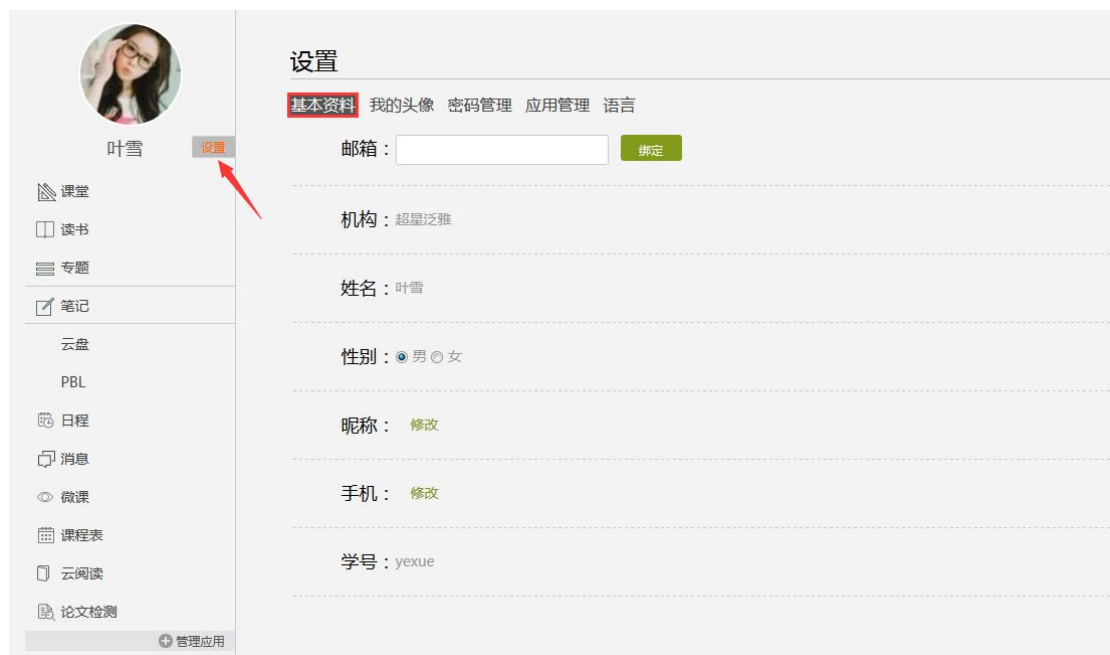 设置
基本资料 我的头像 密码管理 应用管理 语言
叶雪 设置
邮箱： 绑定
课堂
读书
专题
笔记
云盘
PBL
日程
消息
微课
课程表
云阅读
论文检测
管理应用
机构：超星泛雅
姓名：叶雪
性别：男 女
昵称： 修改
手机： 修改
学号：yexue